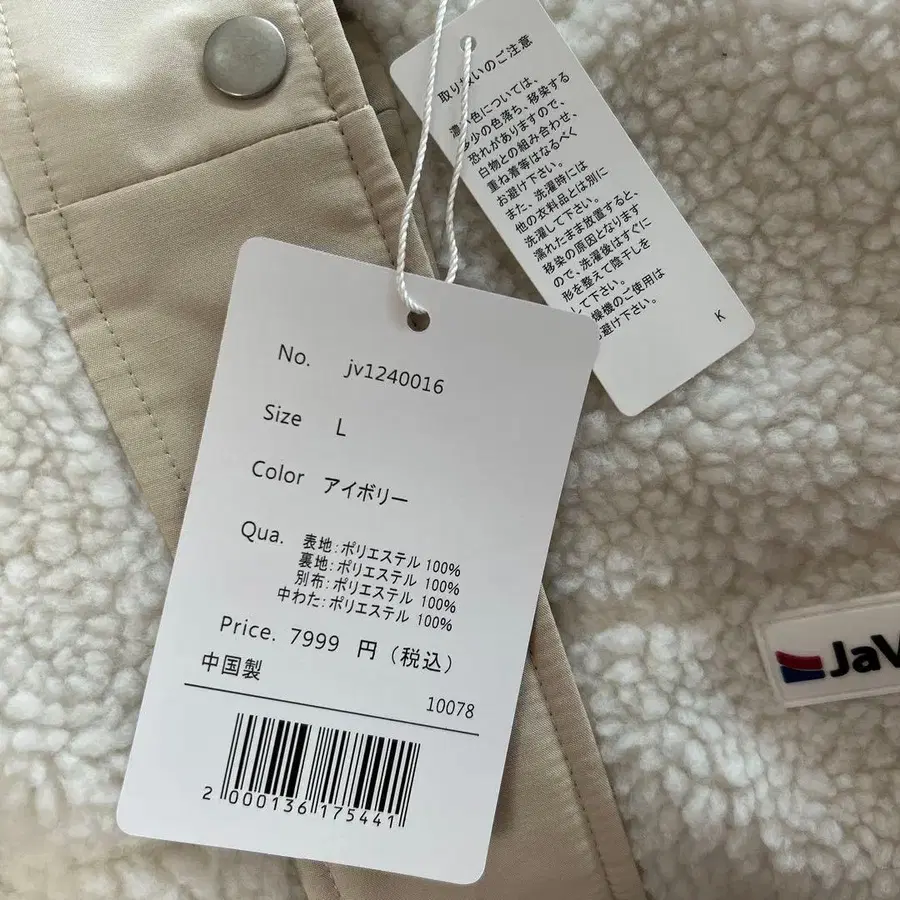 取り扱いのご注意
濃色については、
多少の色落ち、移染する
恐れがありますので、
白物との組み合わせ、
重ね着等はなるべく
お避け下さい。
また、洗濯時には
他の衣料品とは別に
洗濯して下さい。
濡れたまま放置すると、
移染の原因となります
ので、洗濯後はすぐに
形を整えて陰干しを
して下さい。
燥機のご使用は
避け下さい。
K
No. jv1240016
Size L
Color アイボリー
Qua. 表地:ポリエステル 100%
裏地:ポリエステル 100%
別布:ポリエステル 100%
中わた:ポリエステル 100%
Price. 7999 円(税込)
中国製
10078
2 000136 175441
JaV